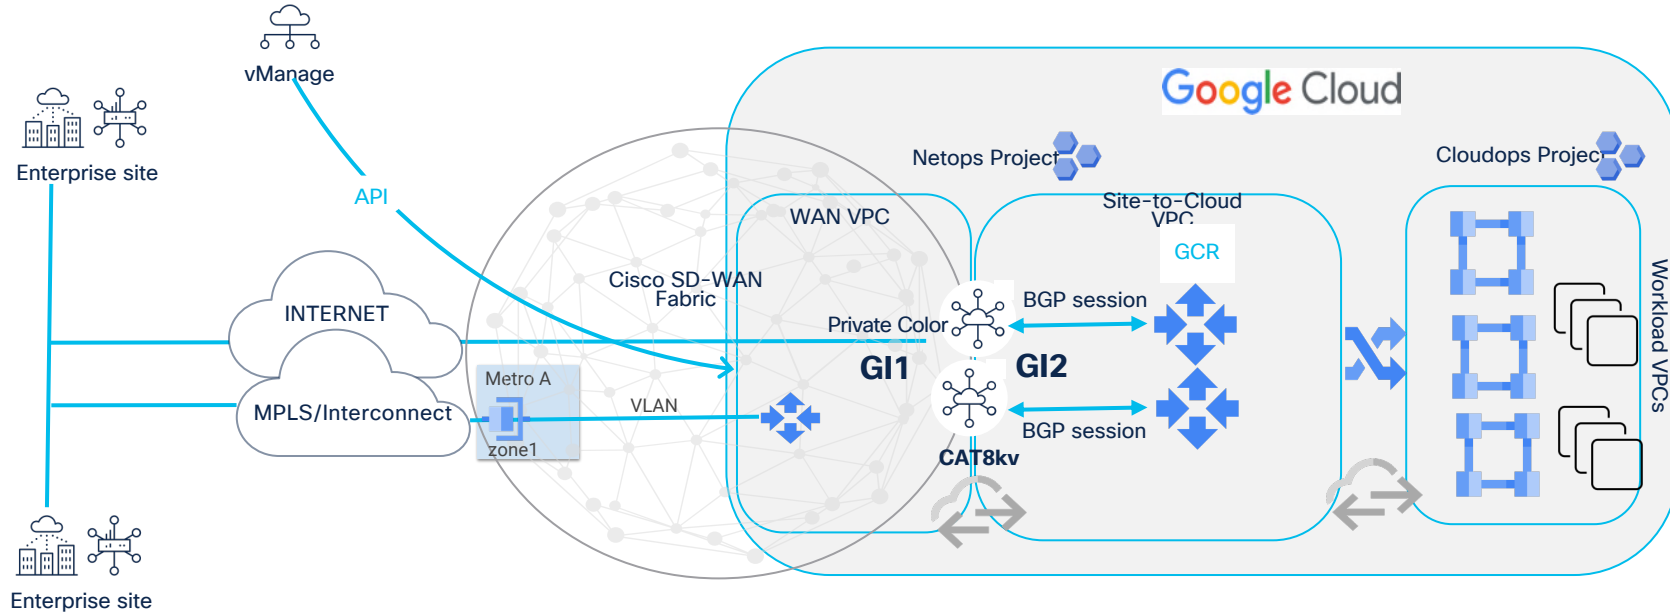 vManage
Enterprise site
API
Google Cloud
Netops Project
Cloudops Project
WAN VPC
Site-to-Cloud
VPC
GCR
Cisco SD-WAN
Fabric
INTERNET
Private Color
BGP session
GI1
GI2
Workload VPCs
Metro A
MPLS/Interconnect
VLAN
zone1
BGP session
CAT8kv
Enterprise site